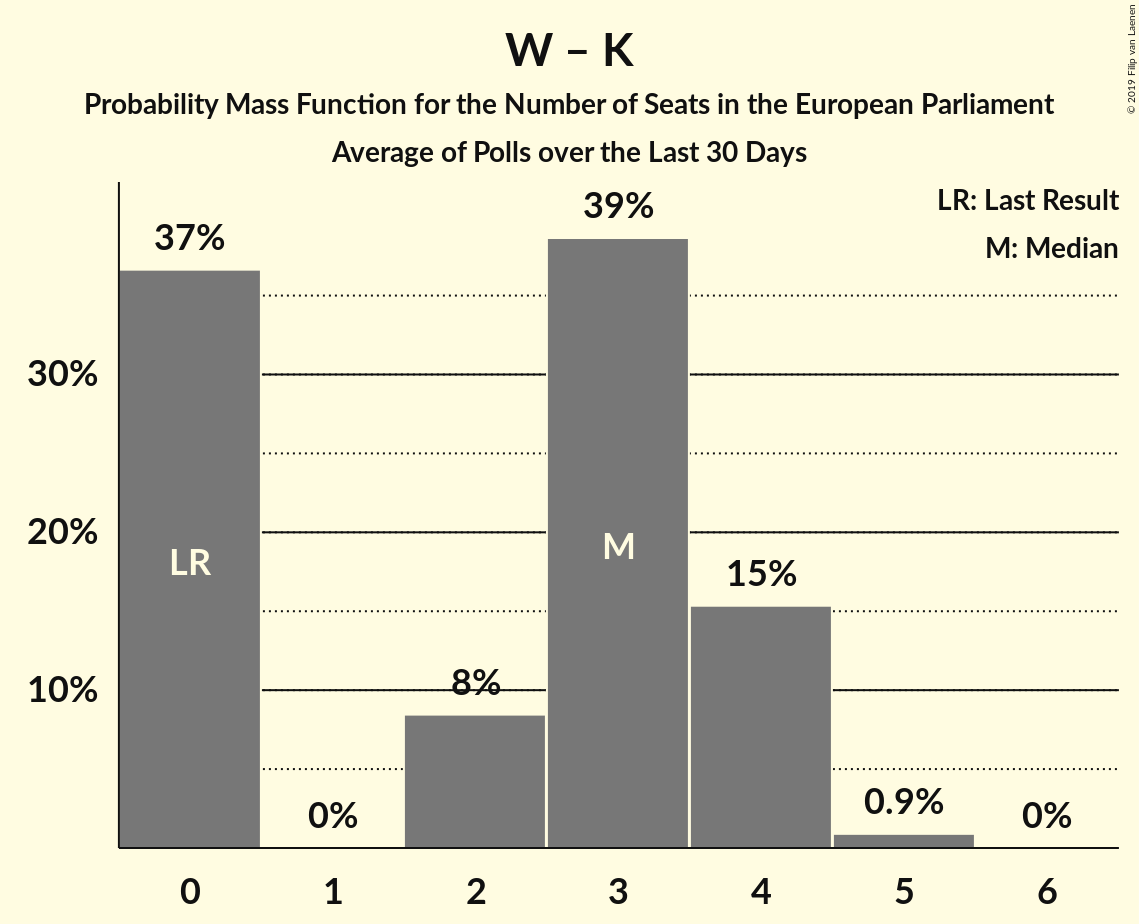 W – K
Probability Mass Function for the Number of Seats in the European Parliament
Average of Polls over the Last 30 Days
© 2019 Filip van Laenen
LR: Last Result
M: Median
37%
0%
8%
39%
15%
0.9%
0%
30%
20%
10%
LR
M
0 1 2 3 4 5 6